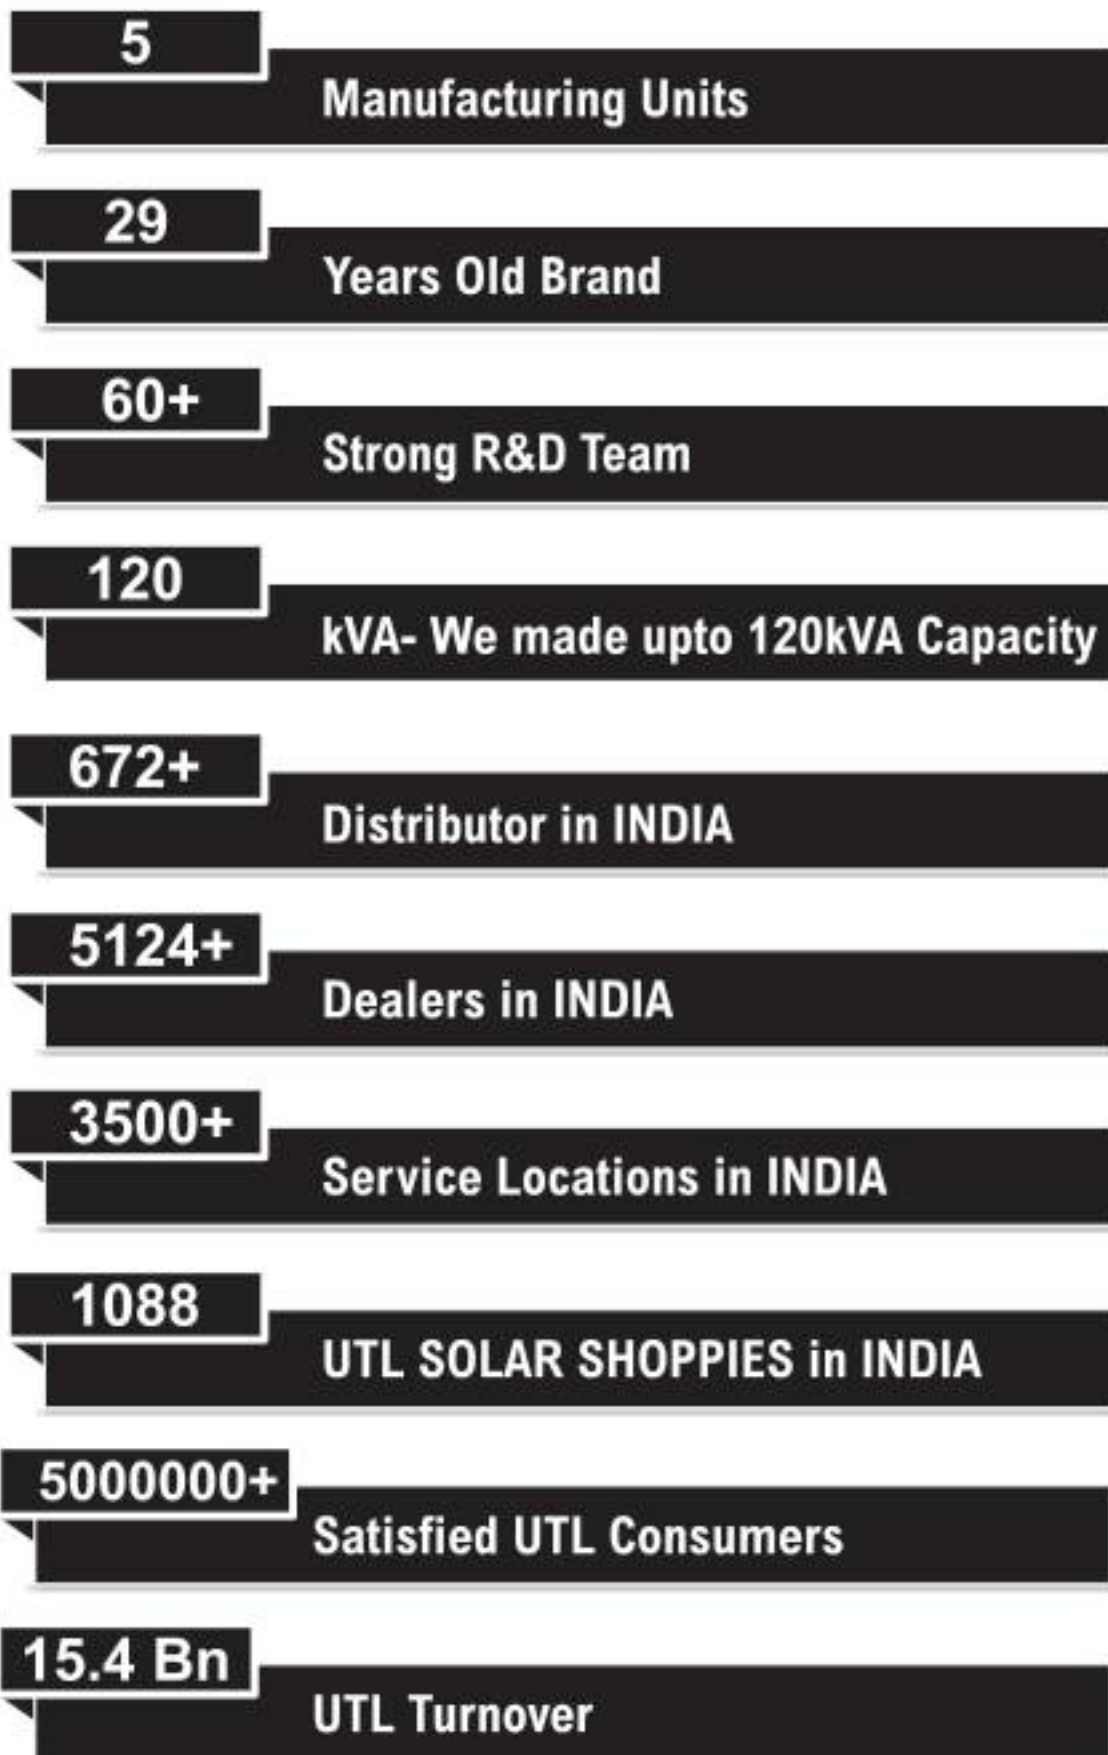 5
Manufacturing Units
29
Years Old Brand
60+
Strong R&D Team
120
kVA- We made upto 120kVA Capacity
672+
Distributor in INDIA
5124+
Dealers in INDIA
3500+
Service Locations in INDIA
1088
UTL SOLAR SHOPPIES in INDIA
5000000+
Satisfied UTL Consumers
15.4 Bn
UTL Turnover